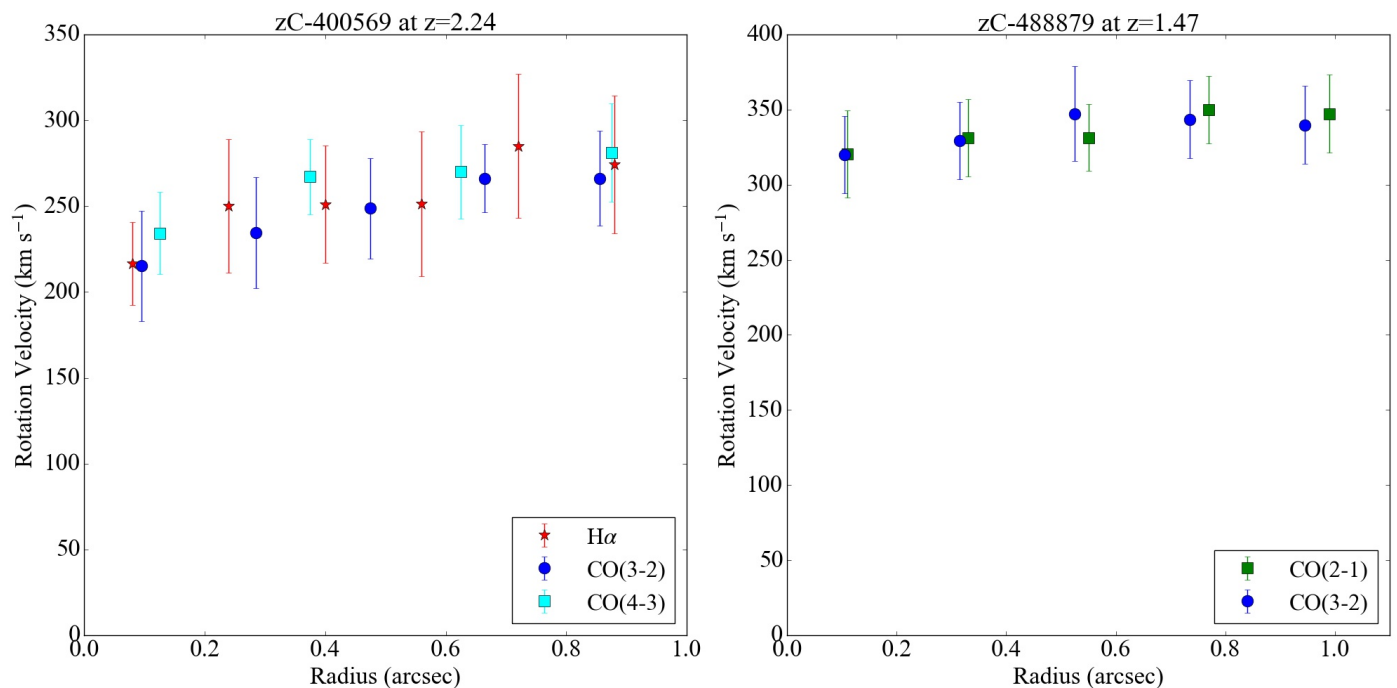 zC-400569 at z=2.24
350
300
250
200
150
100
50
0
0.0 0.2 0.4 0.6 0.8 1.0
Rotation Velocity (km s⁻¹)
Radius (arcsec)
Hα
CO(3-2)
CO(4-3)
zC-488879 at z=1.47
400
350
300
250
200
150
100
50
0
0.0 0.2 0.4 0.6 0.8 1.0
Rotation Velocity (km s⁻¹)
Radius (arcsec)
CO(2-1)
CO(3-2)